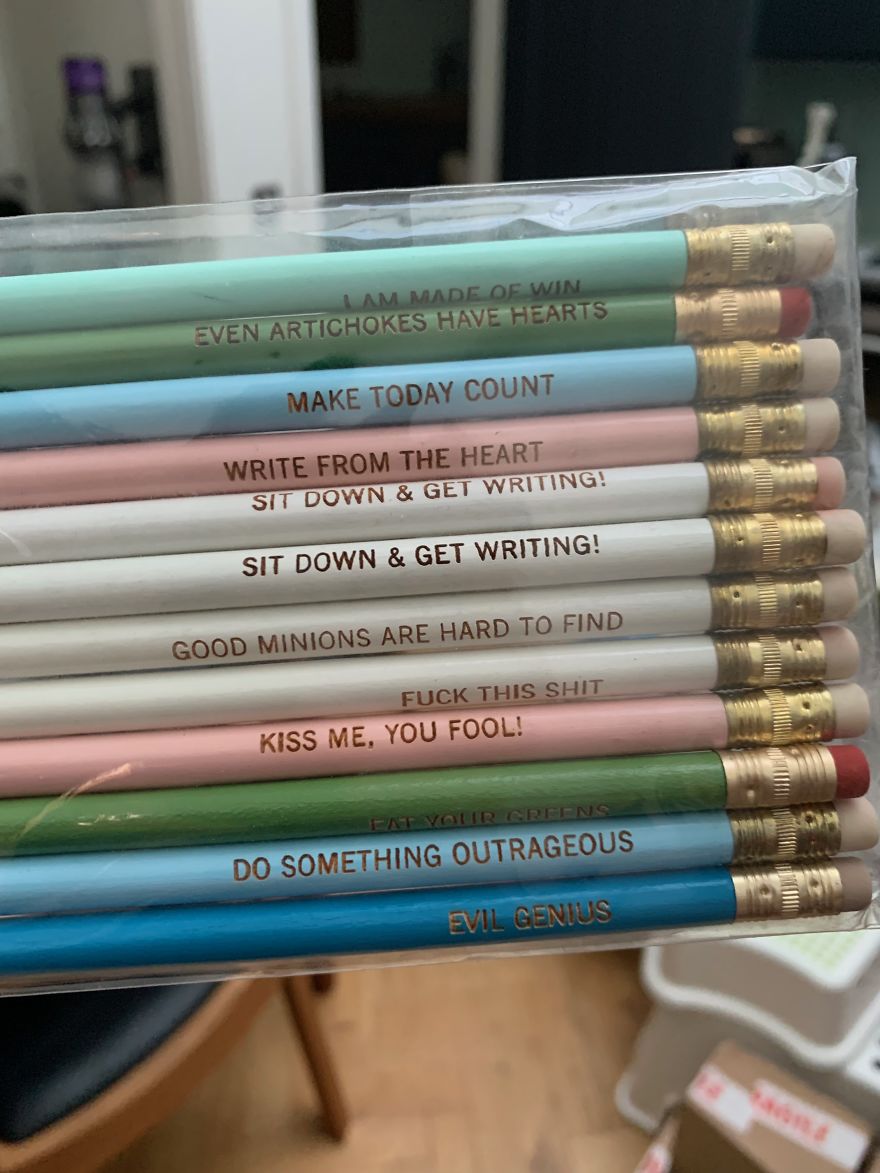 I AM MADE OF WIN
EVEN ARTICHOKES HAVE HEARTS
MAKE TODAY COUNT
WRITE FROM THE HEART
SIT DOWN & GET WRITING!
SIT DOWN & GET WRITING!
GOOD MINIONS ARE HARD TO FIND
FUCK THIS SHIT
KISS ME, YOU FOOL!
EAT YOUR GREENS
DO SOMETHING OUTRAGEOUS
EVIL GENIUS